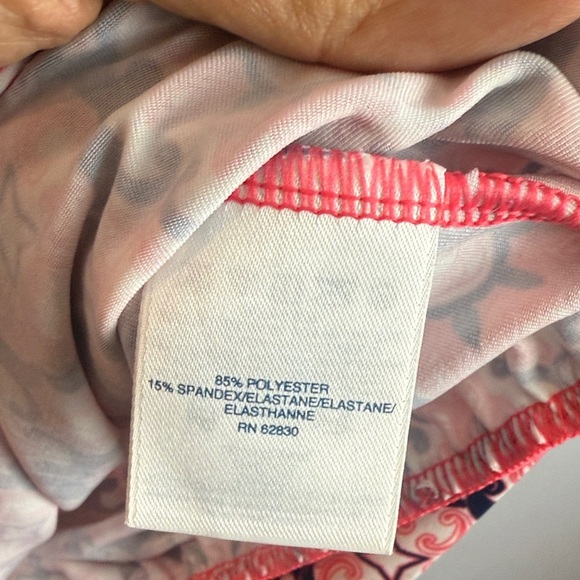 85% POLYESTER
15% SPANDEX/ELASTANE/ELASTANE/
ELASTHANNE
RN 62830